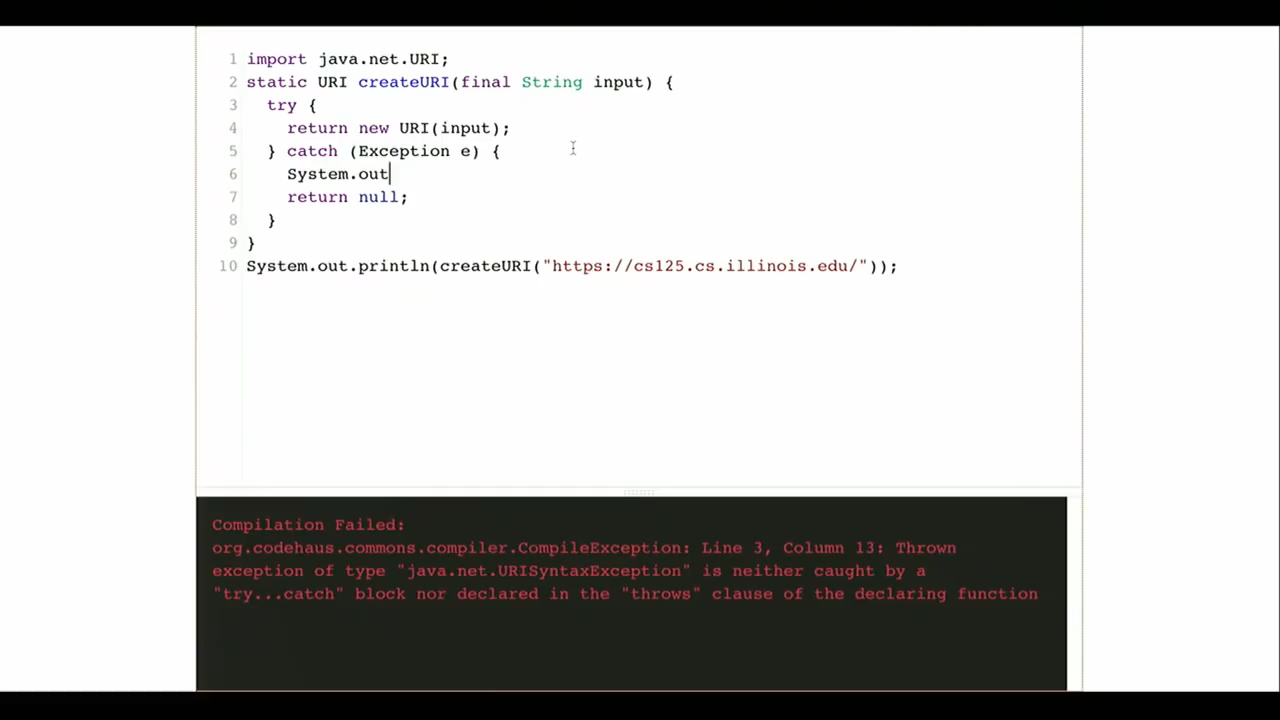 1 import java.net.URI;
2 static URI createURI(final String input) {
3 try {
4 return new URI(input);
5 } catch (Exception e) {
6 System.out
7 return null;
8 }
9 }
10 System.out.println(createURI("https://cs125.cs.illinois.edu/"));
Compilation Failed:
org.codehaus.commons.compiler.CompileException: Line 3, Column 13: Thrown
exception of type "java.net.URISyntaxException" is neither caught by a
"try...catch" block nor declared in the "throws" clause of the declaring function